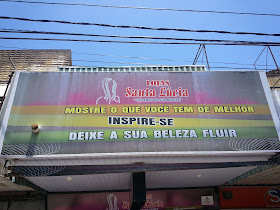 LOJAS
Santa Lúcia
MOSTRE O QUE VOCÊ TEM DE MELHOR
INSPIRE-SE
DEIXE A SUA BELEZA FLUIR